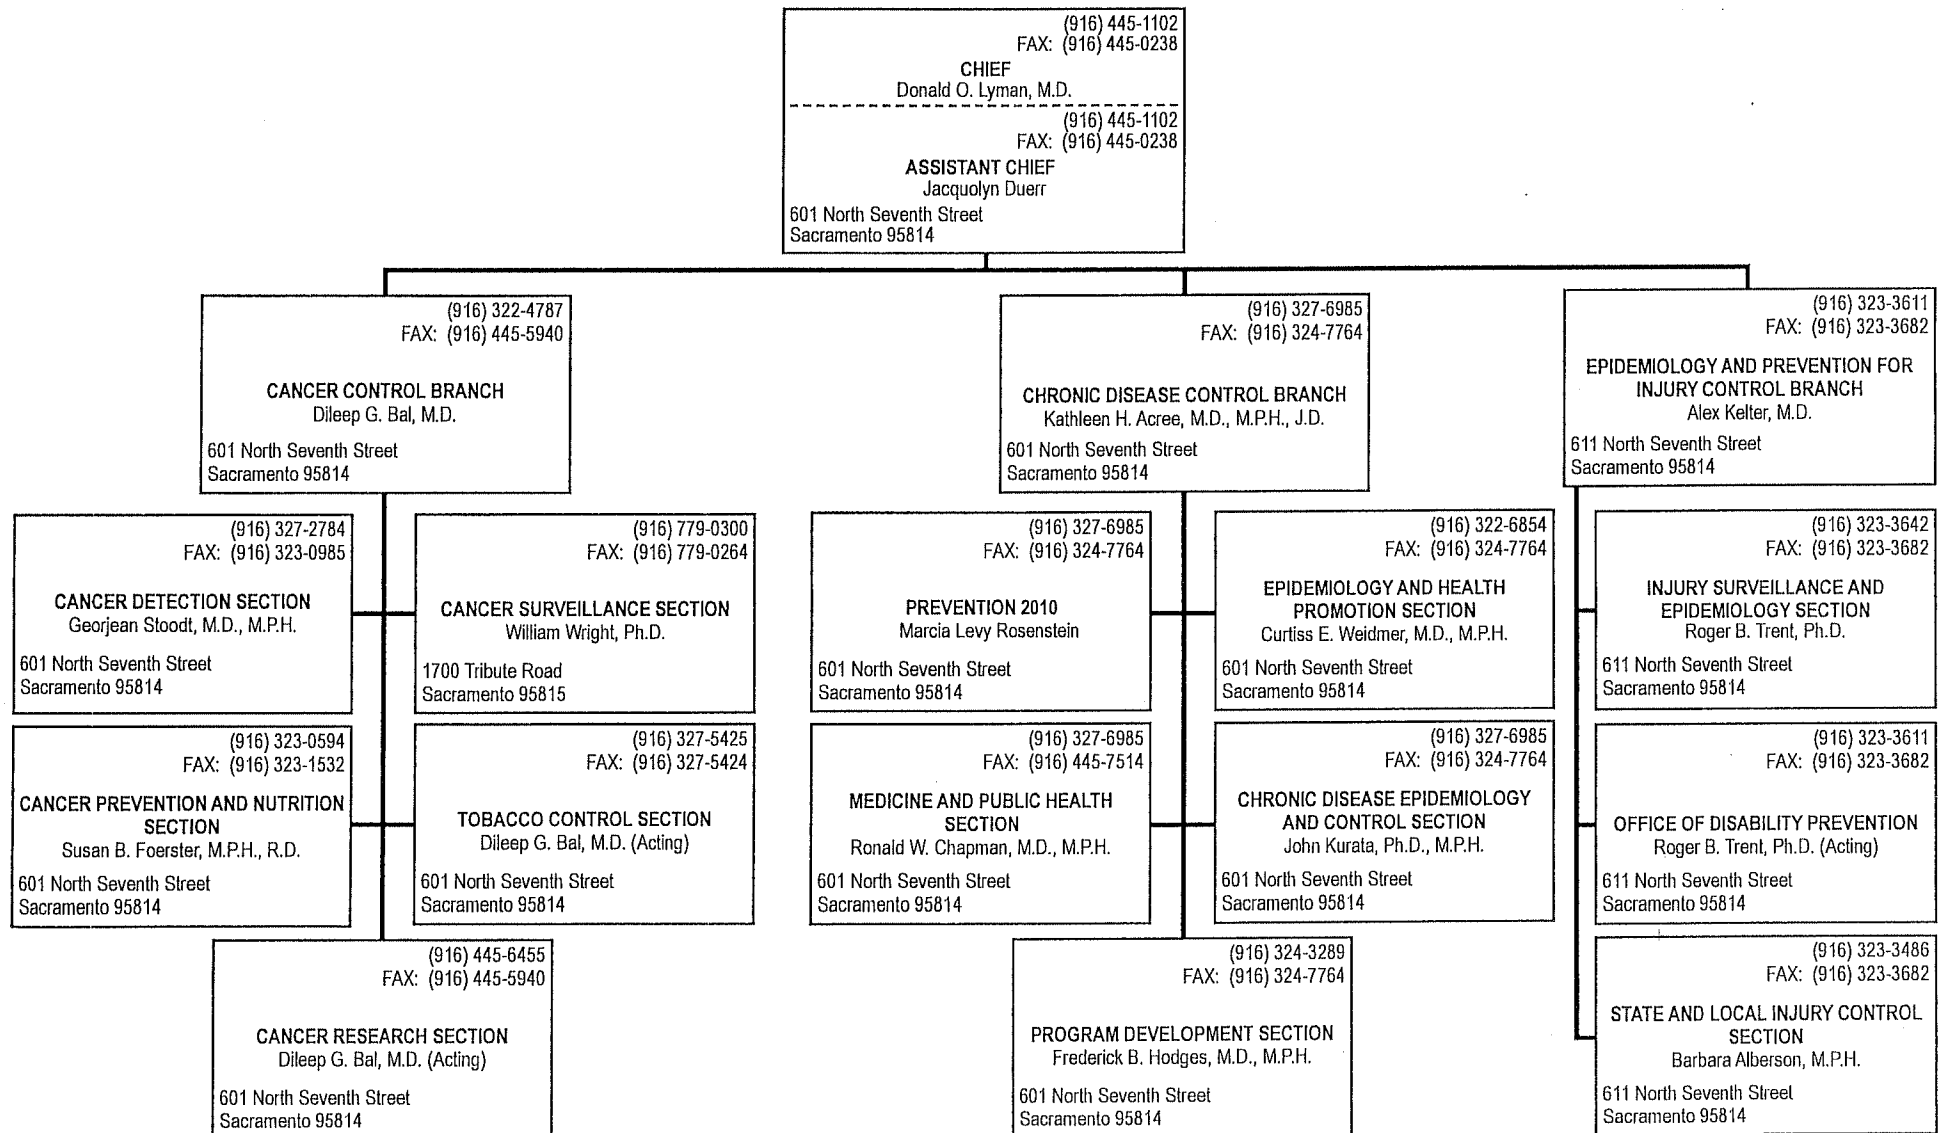 (916) 445-1102
FAX: (916) 445-0238
CHIEF
Donald O. Lyman, M.D.
(916) 445-1102
FAX: (916) 445-0238
ASSISTANT CHIEF
Jacquolyn Duerr
601 North Seventh Street
Sacramento 95814
(916) 322-4787
FAX: (916) 445-5940
CANCER CONTROL BRANCH
Dileep G. Bal, M.D.
601 North Seventh Street
Sacramento 95814
(916) 327-6985
FAX: (916) 324-7764
CHRONIC DISEASE CONTROL BRANCH
Kathleen H. Acree, M.D., M.P.H., J.D.
601 North Seventh Street
Sacramento 95814
(916) 323-3611
FAX: (916) 323-3682
EPIDEMIOLOGY AND PREVENTION FOR
INJURY CONTROL BRANCH
Alex Kelter, M.D.
611 North Seventh Street
Sacramento 95814
(916) 327-2784
FAX: (916) 323-0985
CANCER DETECTION SECTION
Georjean Stoodt, M.D., M.P.H.
601 North Seventh Street
Sacramento 95814
(916) 779-0300
FAX: (916) 779-0264
CANCER SURVEILLANCE SECTION
William Wright, Ph.D.
1700 Tribute Road
Sacramento 95815
(916) 327-6985
FAX: (916) 324-7764
PREVENTION 2010
Marcia Levy Rosenstein
601 North Seventh Street
Sacramento 95814
(916) 322-6854
FAX: (916) 324-7764
EPIDEMIOLOGY AND HEALTH
PROMOTION SECTION
Curtiss E. Weidmer, M.D., M.P.H.
601 North Seventh Street
Sacramento 95814
(916) 323-3642
FAX: (916) 323-3682
INJURY SURVEILLANCE AND
EPIDEMIOLOGY SECTION
Roger B. Trent, Ph.D.
611 North Seventh Street
Sacramento 95814
(916) 323-0594
FAX: (916) 323-1532
CANCER PREVENTION AND NUTRITION
SECTION
Susan B. Foerster, M.P.H., R.D.
601 North Seventh Street
Sacramento 95814
(916) 327-5425
FAX: (916) 327-5424
TOBACCO CONTROL SECTION
Dileep G. Bal, M.D. (Acting)
601 North Seventh Street
Sacramento 95814
(916) 327-6985
FAX: (916) 445-7514
MEDICINE AND PUBLIC HEALTH
SECTION
Ronald W. Chapman, M.D., M.P.H.
601 North Seventh Street
Sacramento 95814
(916) 327-6985
FAX: (916) 324-7764
CHRONIC DISEASE EPIDEMIOLOGY
AND CONTROL SECTION
John Kurata, Ph.D., M.P.H.
601 North Seventh Street
Sacramento 95814
(916) 323-3611
FAX: (916) 323-3682
OFFICE OF DISABILITY PREVENTION
Roger B. Trent, Ph.D. (Acting)
611 North Seventh Street
Sacramento 95814
(916) 445-6455
FAX: (916) 445-5940
CANCER RESEARCH SECTION
Dileep G. Bal, M.D. (Acting)
601 North Seventh Street
Sacramento 95814
(916) 324-3289
FAX: (916) 324-7764
PROGRAM DEVELOPMENT SECTION
Frederick B. Hodges, M.D., M.P.H.
601 North Seventh Street
Sacramento 95814
(916) 323-3486
FAX: (916) 323-3682
STATE AND LOCAL INJURY CONTROL
SECTION
Barbara Alberson, M.P.H.
611 North Seventh Street
Sacramento 95814